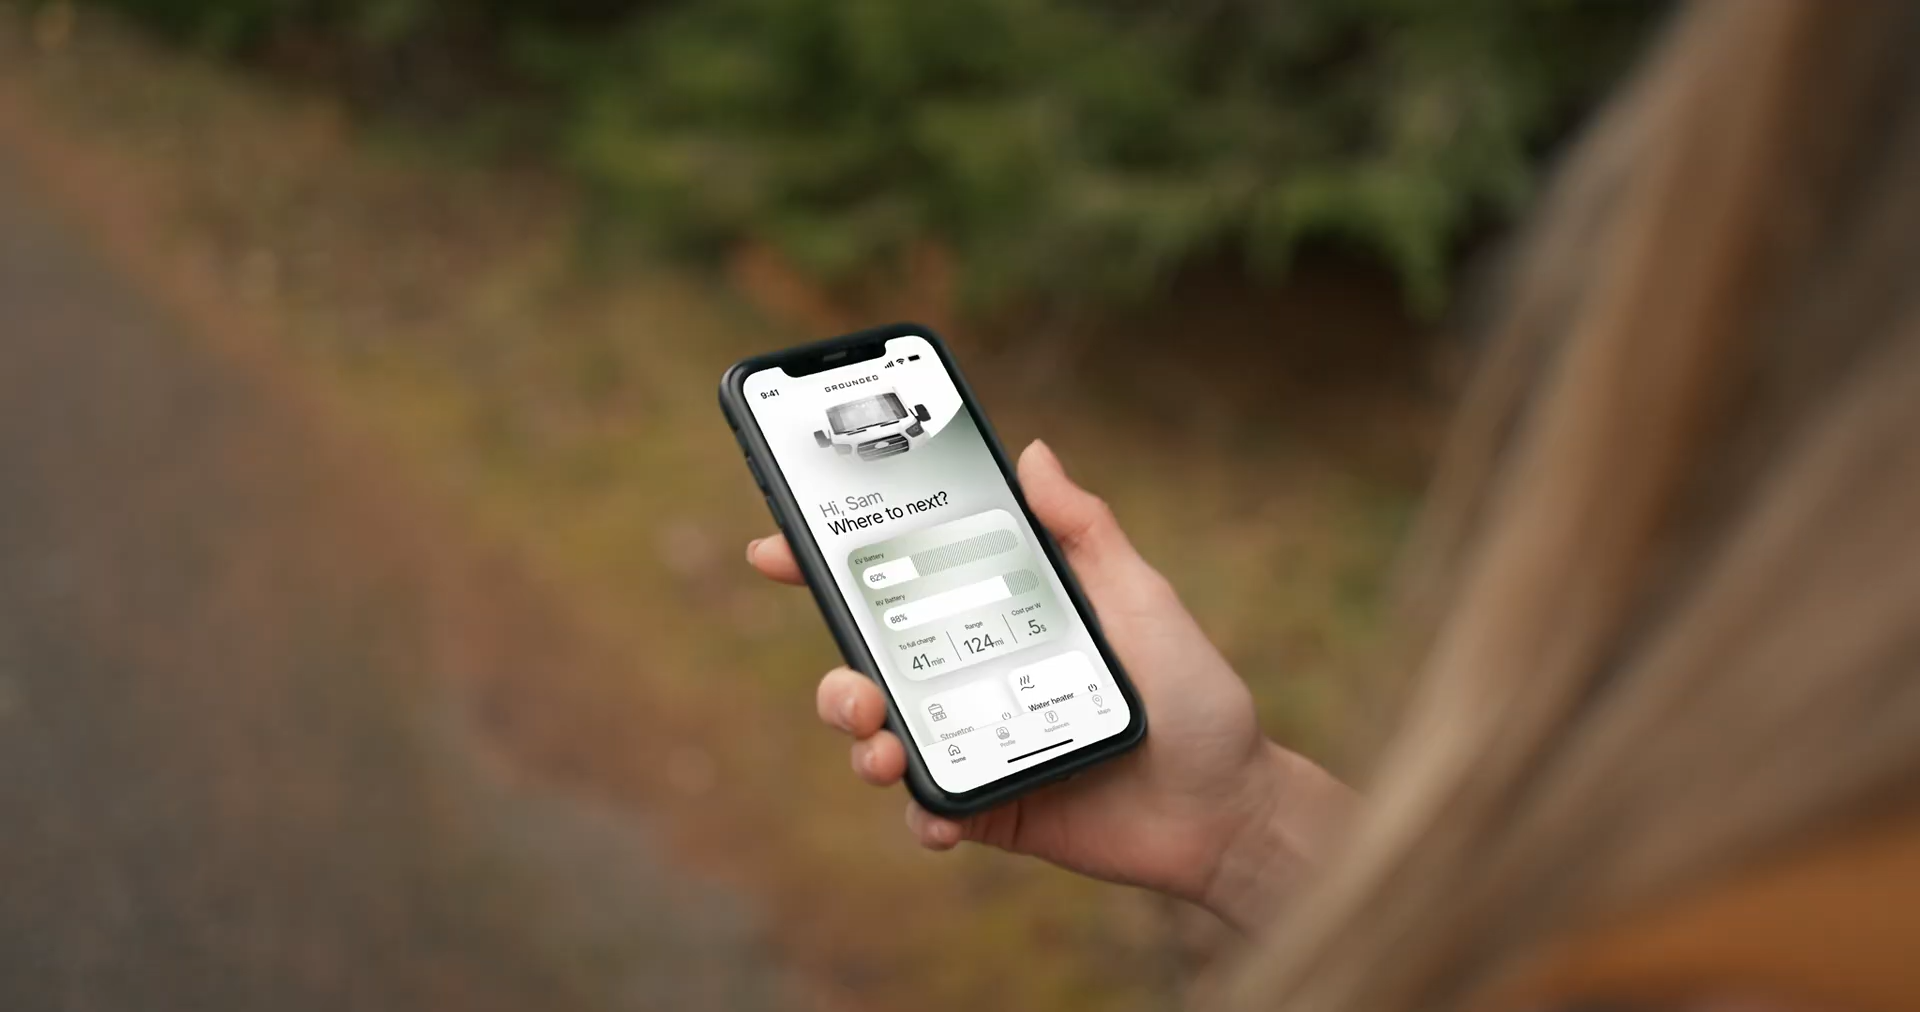 9:41
GROUNDED
Hi, Sam
Where to next?
EV Battery
62%
RV Battery
88%
To full charge
41min
Range
124mi
Cost per W
.5$
Stovetop
Water heater
Home
Profile
Appliances
Maps